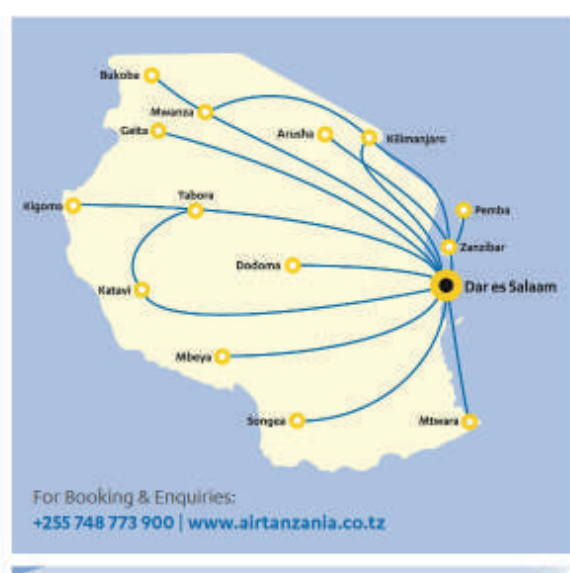 Bukoba
Mwanza
Geita
Arusha
Kilimanjaro
Kigoma
Tabora
Pemba
Zanzibar
Dodoma
Dar es Salaam
Katavi
Mbeya
Songea
Mtwara
For Booking & Enquiries:
+255 748 773 900 | www.airtanzania.co.tz